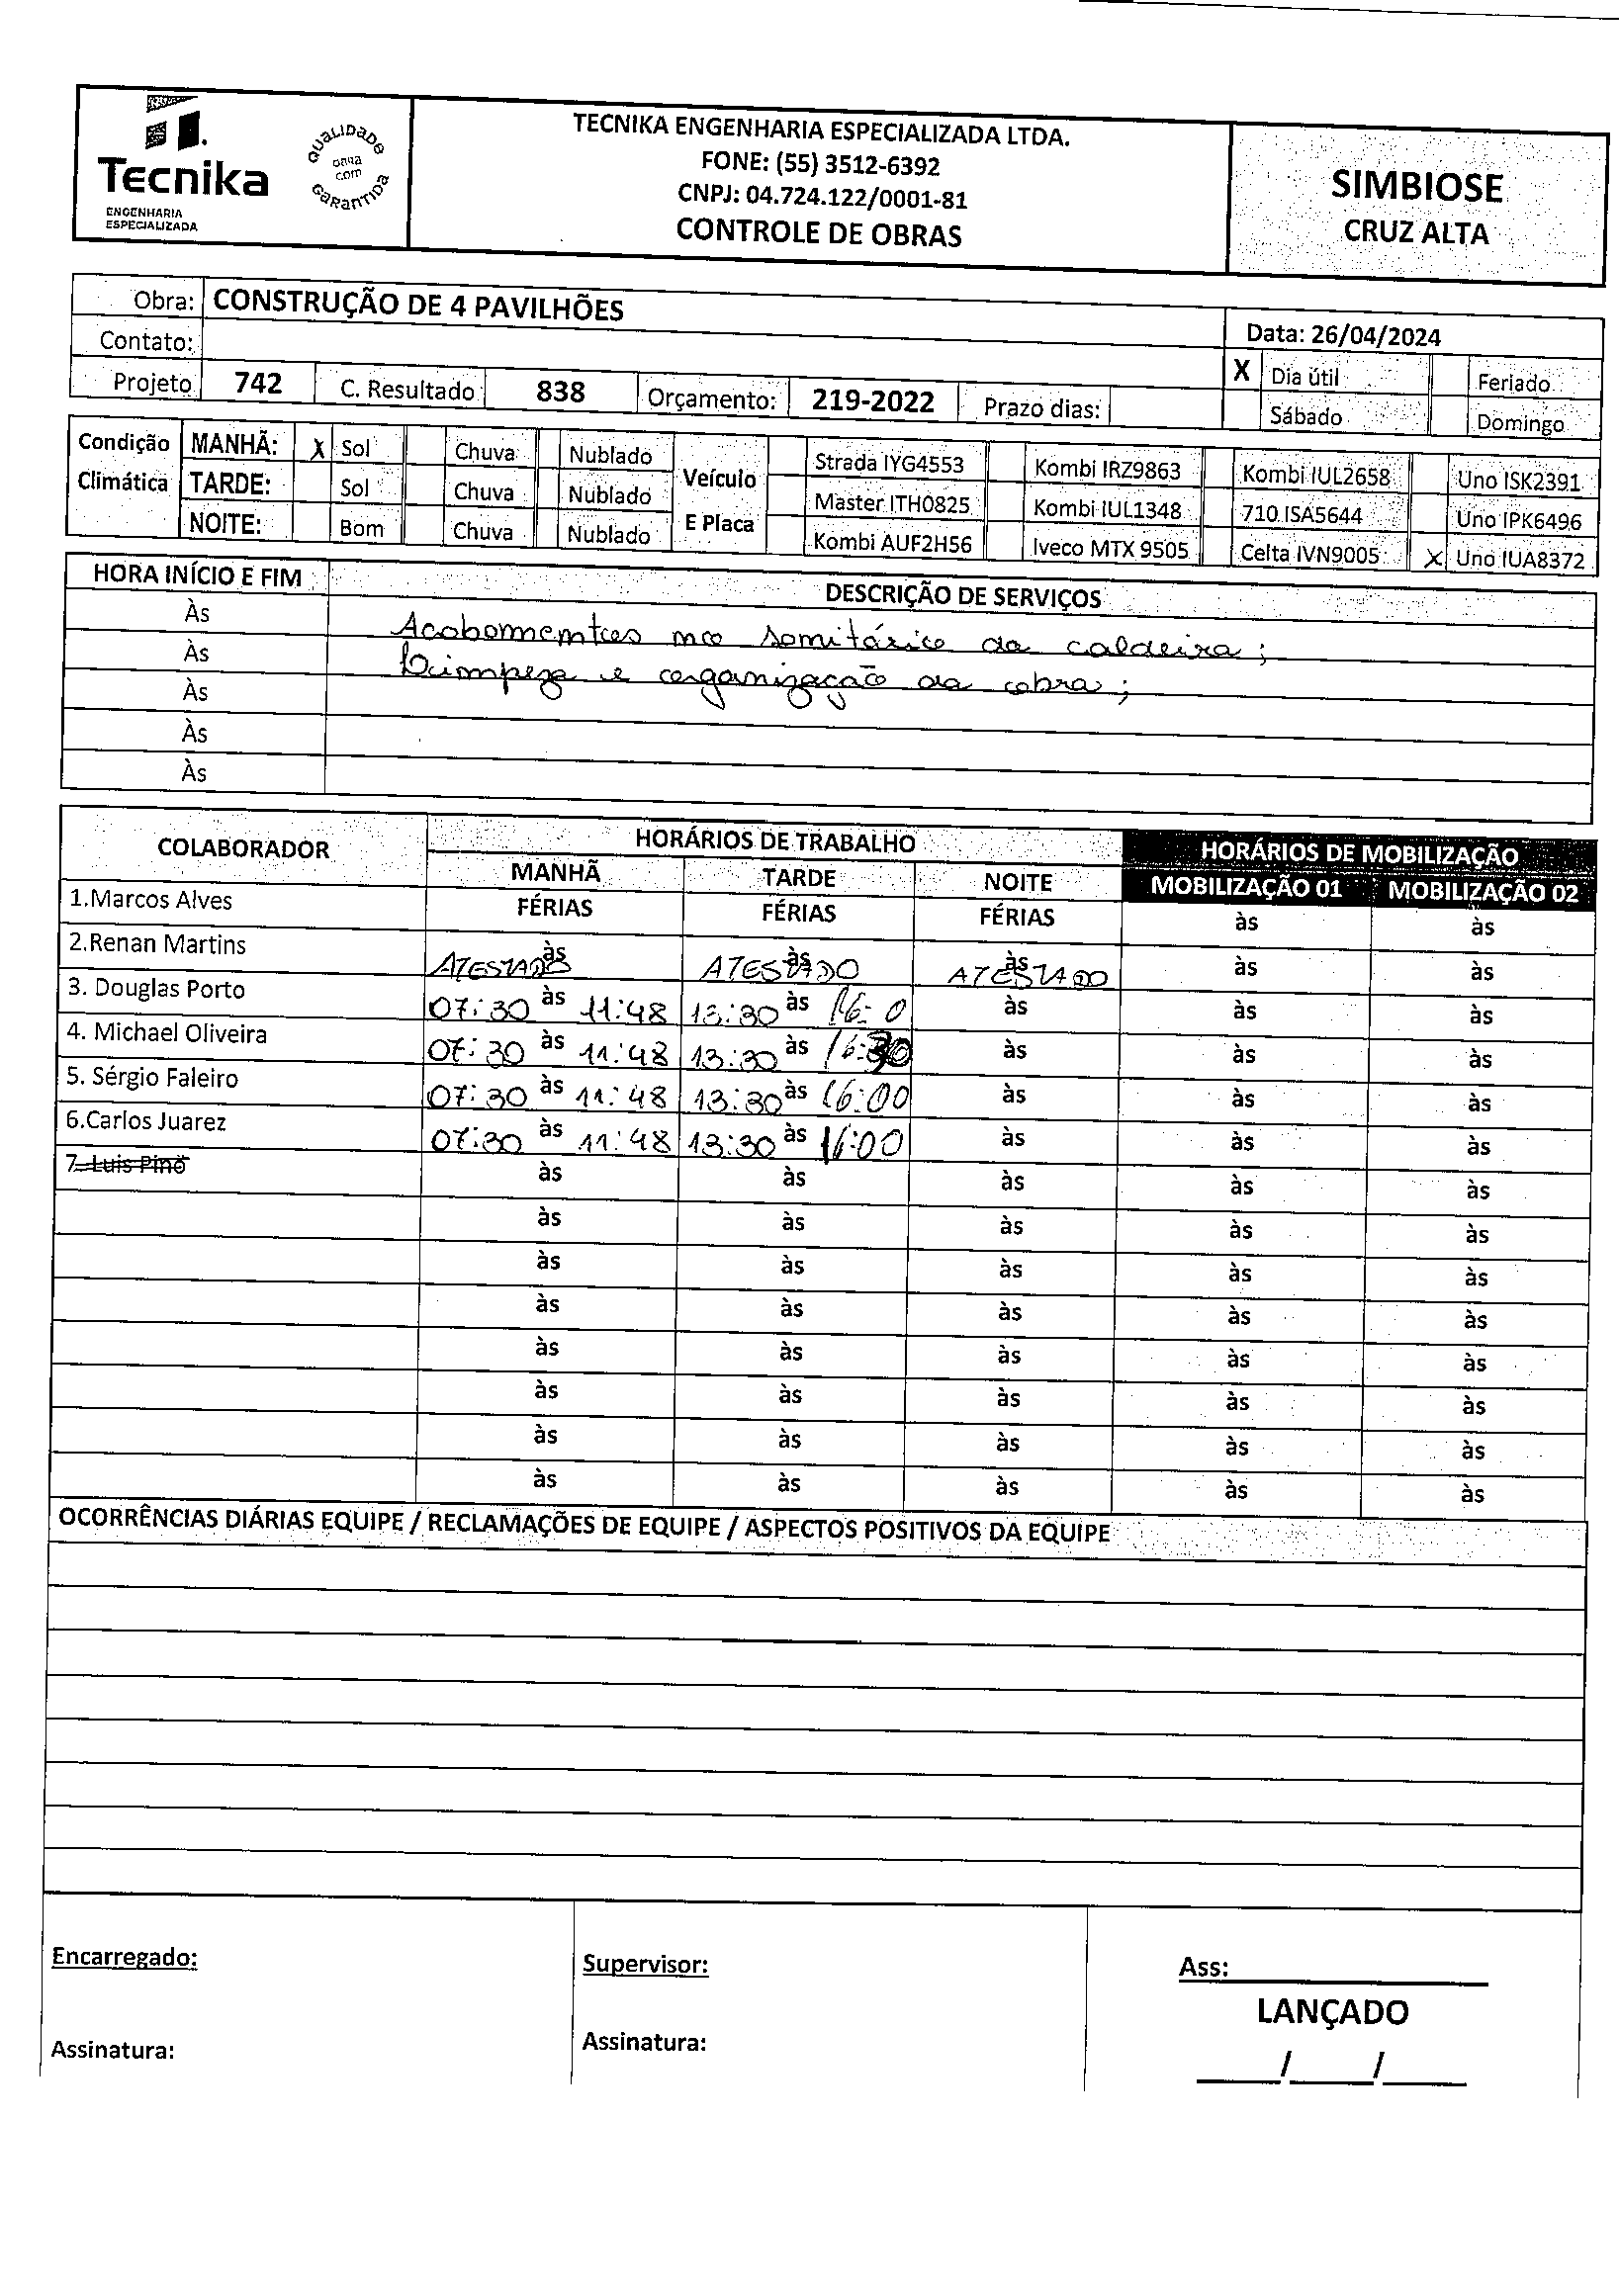 Tecnika
ENGENHARIA
ESPECIALIZADA
QUALIDADE
GARANTIDA
TECNIKA ENGENHARIA ESPECIALIZADA LTDA.
FONE: (55) 3512-6392
CNPJ: 04.724.122/0001-81
CONTROLE DE OBRAS
SIMBIOSE
CRUZ ALTA
Obra: CONSTRUÇÃO DE 4 PAVILHÕES
Data: 26/04/2024
Contato:
X Dia útil Feriado
Projeto 742 C. Resultado 838 Orçamento: 219-2022 Prazo dias:
Sábado Domingo
Condição Climática
MANHÃ: X Sol Chuva Nublado
TARDE: Sol Chuva Nublado
NOITE: Bom Chuva Nublado
Veículo E Placa
Strada IYG4553 Kombi IRZ9863 Kombi IUL2658 Uno ISK2391
Master ITH0825 Kombi IUL1348 710 ISA5644 Uno IPK6496
Kombi AUF2H56 Iveco MTX 9505 Celta IVN9005 X Uno IUA8372
HORA INÍCIO E FIM DESCRIÇÃO DE SERVIÇOS
Às Acabamentos no sanitário da caldeira;
Às Limpeza e organização da obra;
Às
Às
Às
COLABORADOR HORÁRIOS DE TRABALHO HORÁRIOS DE MOBILIZAÇÃO
MANHÃ TARDE NOITE MOBILIZAÇÃO 01 MOBILIZAÇÃO 02
1.Marcos Alves FÉRIAS FÉRIAS FÉRIAS às às
2.Renan Martins às ATESTADO às ATESTADO às ATESTADO às às
3. Douglas Porto 07:30 às 11:48 13:30 às 16: 0 às às às
4. Michael Oliveira 07:30 às 11:48 13:30 às 16:30 às às às
5. Sérgio Faleiro 07:30 às 11:48 13:30 às 16:00 às às às
6.Carlos Juarez 07:30 às 11:48 13:30 às 16:00 às às às
7. Luis Pino às às às às às
às às às às às
às às às às às
às às às às às
às às às às às
às às às às às
às às às às às
às às às às às
OCORRÊNCIAS DIÁRIAS EQUIPE / RECLAMAÇÕES DE EQUIPE / ASPECTOS POSITIVOS DA EQUIPE
Encarregado: Supervisor: Ass:
LANÇADO
Assinatura: Assinatura: ____/____/____